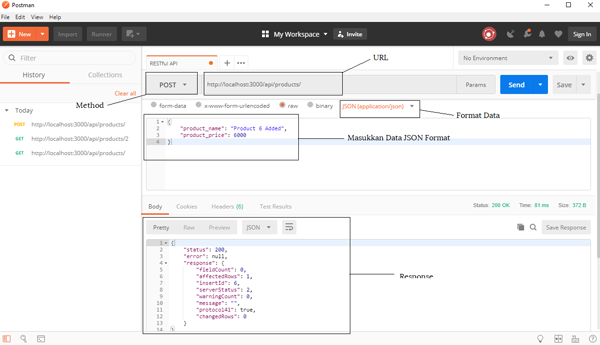 Postman
File Edit Help
New Import Runner My Workspace Invite Sign In
Filter
History Collections
Clear all
Today
POST http://localhost:3000/api/products/
GET http://localhost:3000/api/products/2
GET http://localhost:3000/api/products/
RESTful API
No Environment
URL
Method
POST http://localhost:3000/api/products/ Params Send Save
form-data x-www-form-urlencoded raw binary JSON (application/json)
Format Data
1 {
2 "product_name": "Product 6 Added",
3 "product_price": 6000
4 }
Masukkan Data JSON Format
Body Cookies Headers (6) Test Results Status: 200 OK Time: 81 ms Size: 372 B
Pretty Raw Preview JSON Save Response
1 {
2 "status": 200,
3 "error": null,
4 "response": {
5 "fieldCount": 0,
6 "affectedRows": 1,
7 "insertId": 6,
8 "serverStatus": 2,
9 "warningCount": 0,
10 "message": "",
11 "protocol41": true,
12 "changedRows": 0
13 }
14 }
Response